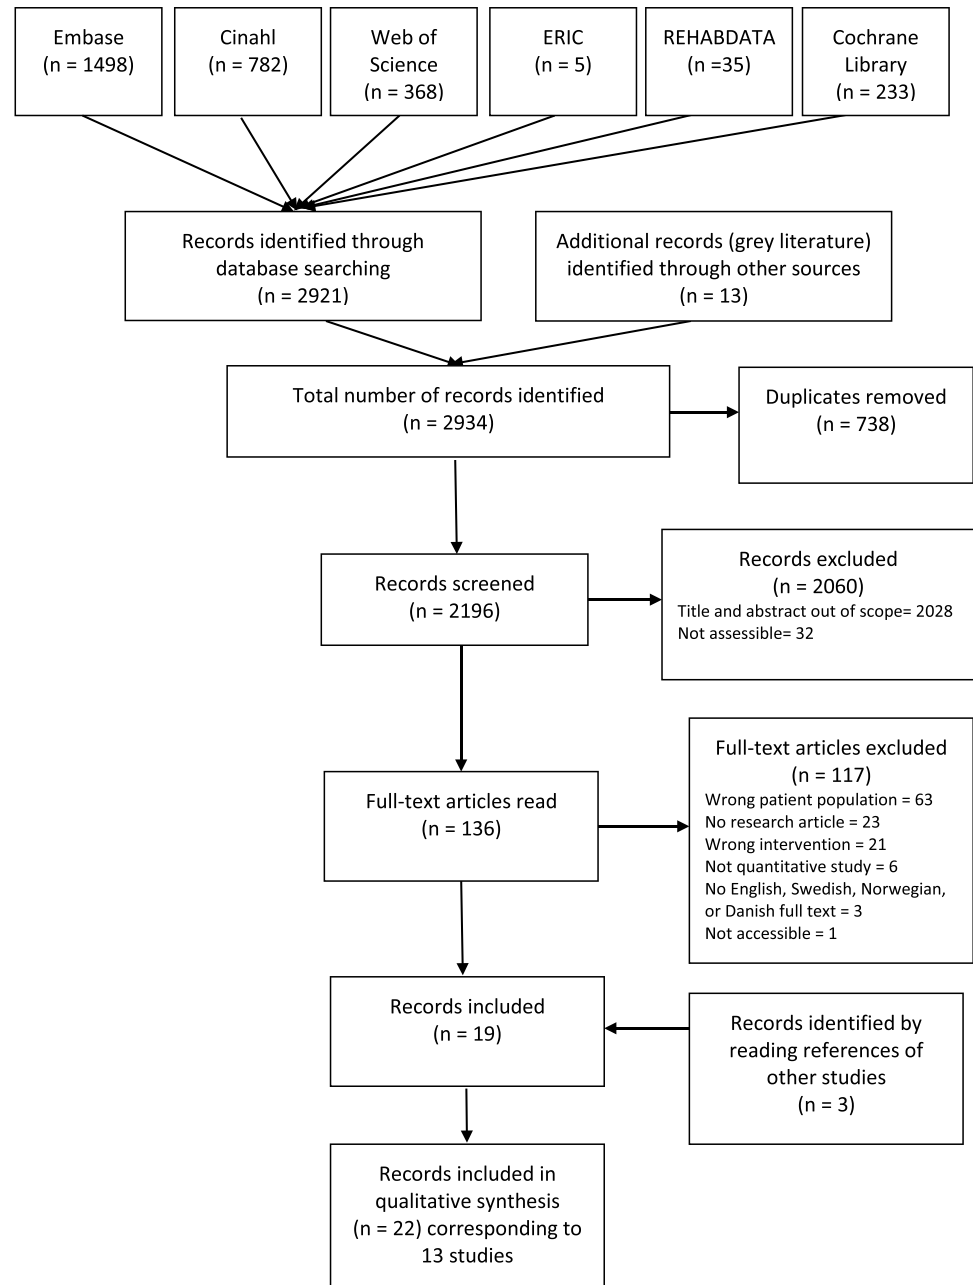 Embase
(n = 1498)
Cinahl
(n = 782)
Web of
Science
(n = 368)
ERIC
(n = 5)
REHABDATA
(n =35)
Cochrane
Library
(n = 233)
Records identified through
database searching
(n = 2921)
Additional records (grey literature)
identified through other sources
(n = 13)
Total number of records identified
(n = 2934)
Duplicates removed
(n = 738)
Records screened
(n = 2196)
Records excluded
(n = 2060)
Title and abstract out of scope= 2028
Not assessible= 32
Full-text articles read
(n = 136)
Full-text articles excluded
(n = 117)
Wrong patient population = 63
No research article = 23
Wrong intervention = 21
Not quantitative study = 6
No English, Swedish, Norwegian,
or Danish full text = 3
Not accessible = 1
Records included
(n = 19)
Records identified by
reading references of
other studies
(n = 3)
Records included in
qualitative synthesis
(n = 22) corresponding to
13 studies